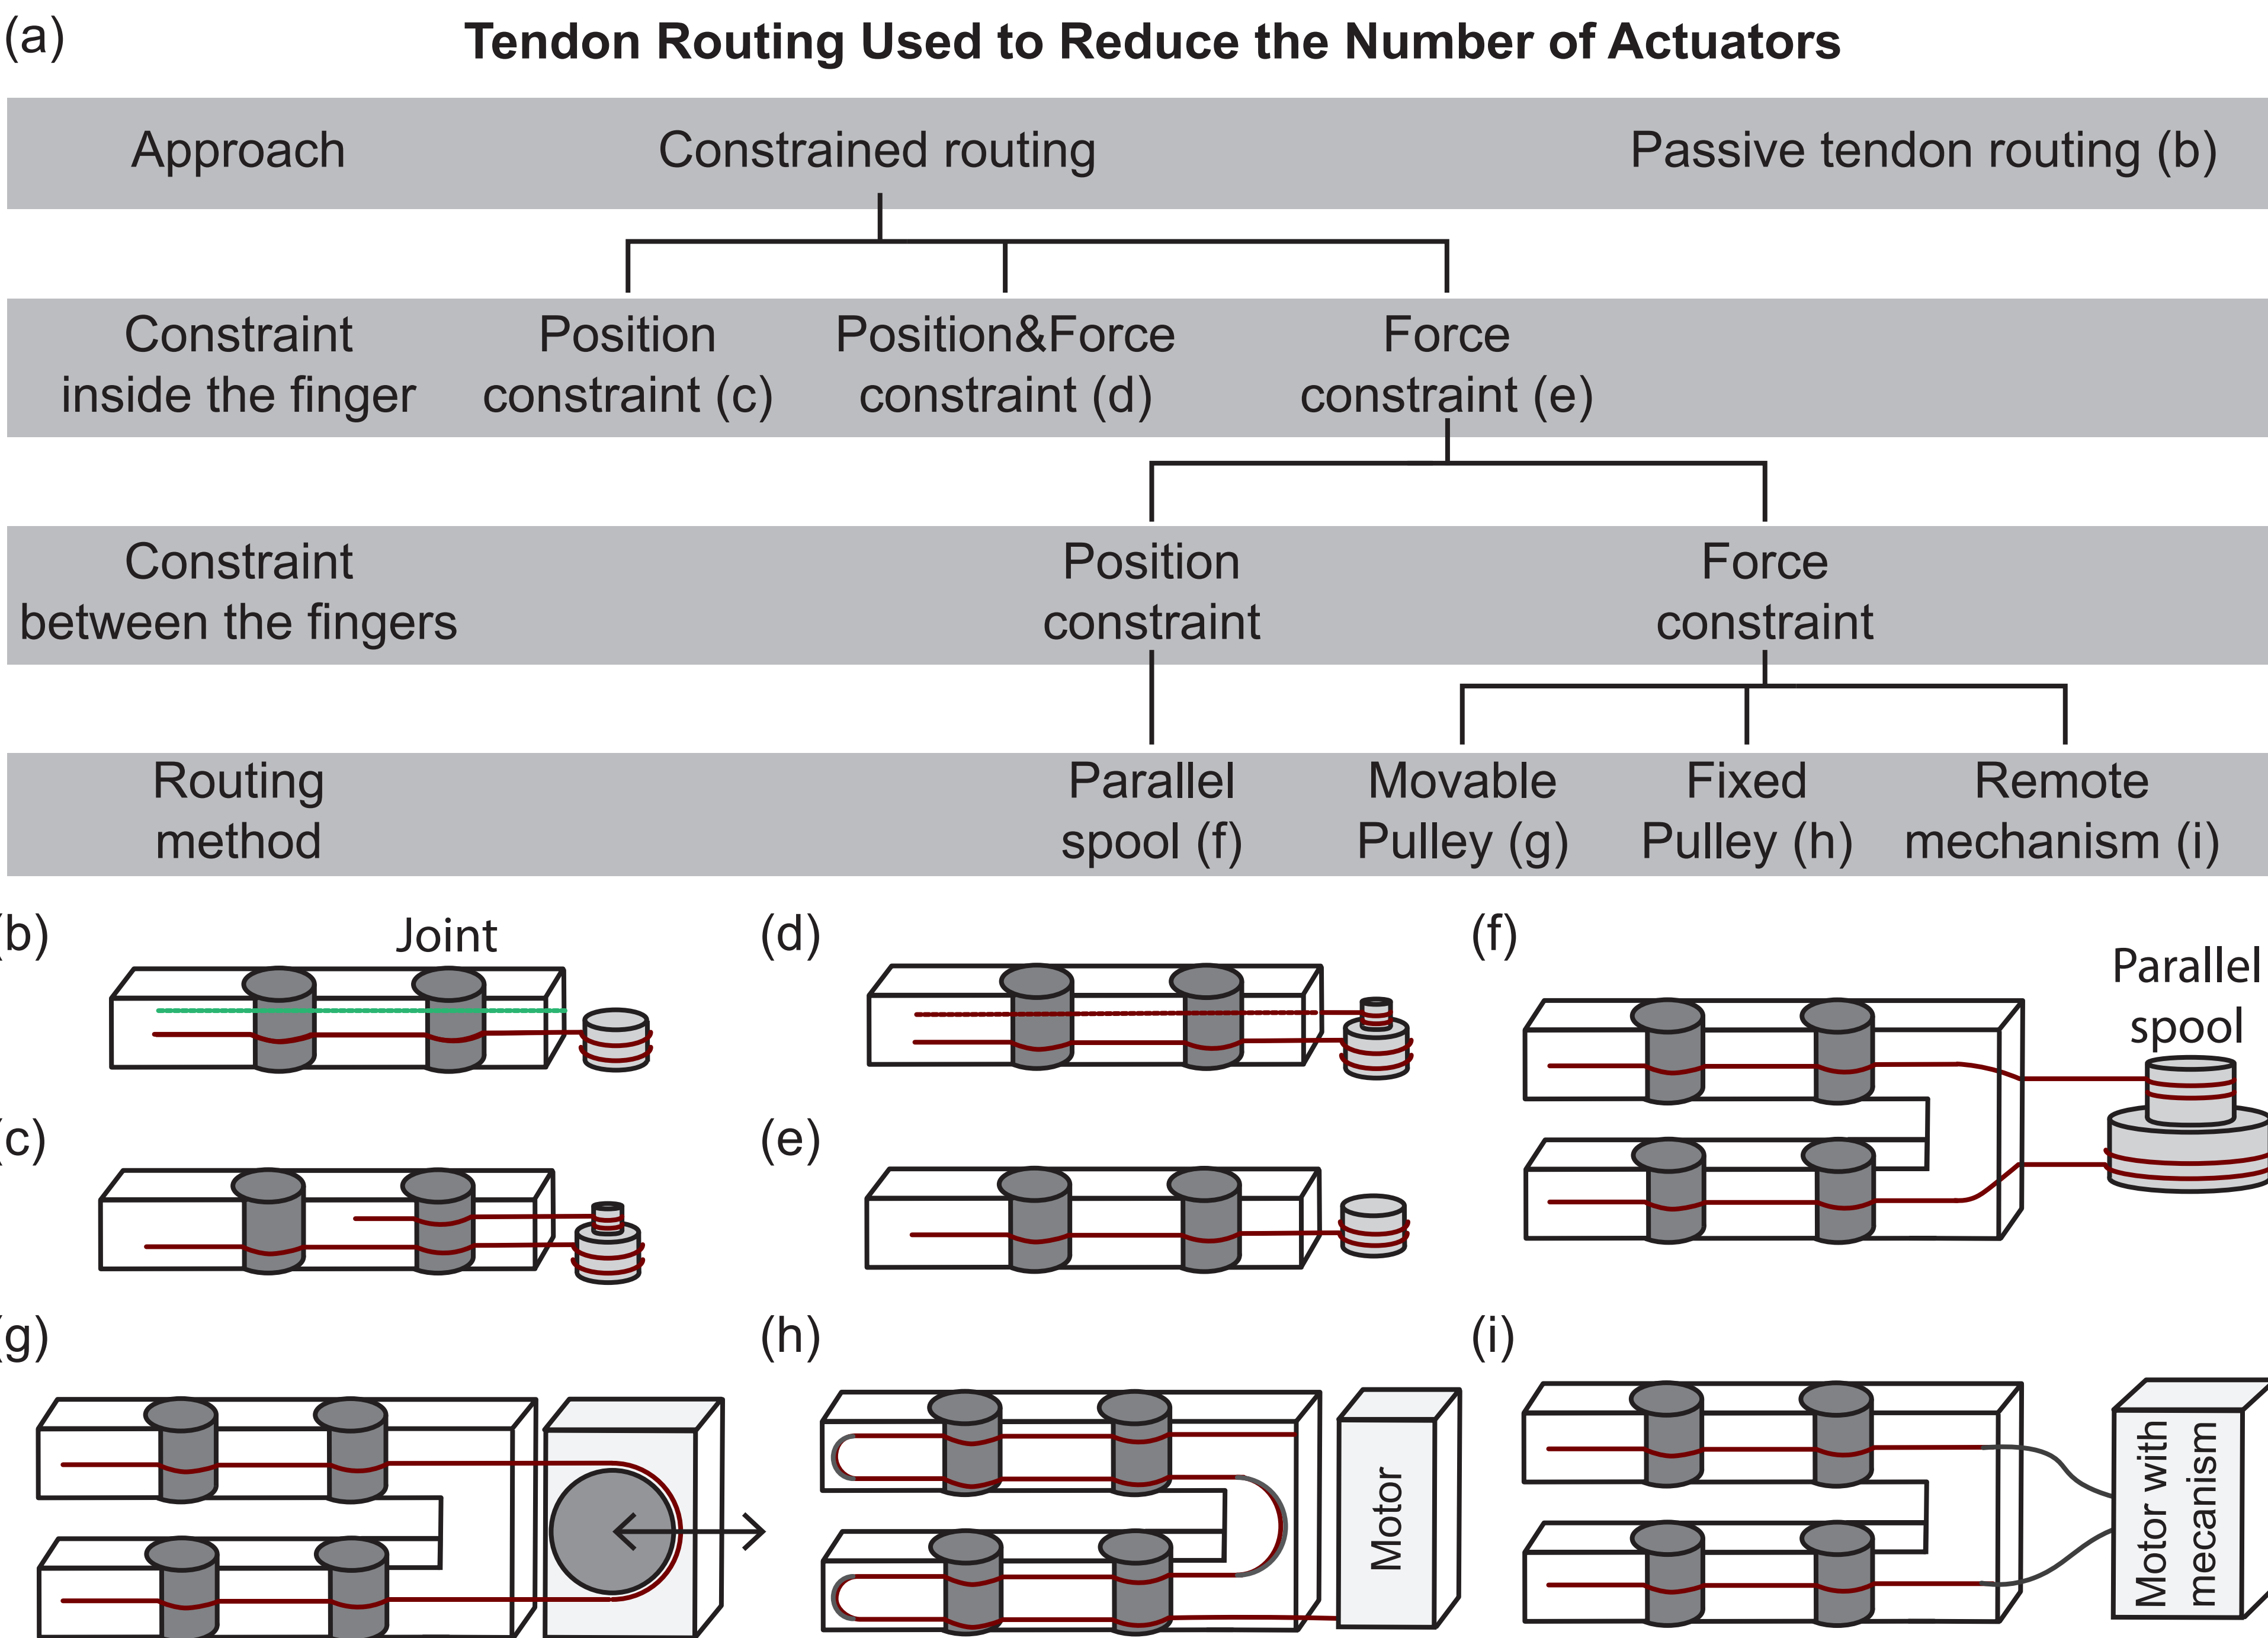 (a)
Tendon Routing Used to Reduce the Number of Actuators
Approach
Constrained routing
Passive tendon routing (b)
Constraint
inside the finger
Position
constraint (c)
Position&Force
constraint (d)
Force
constraint (e)
Constraint
between the fingers
Position
constraint
Force
constraint
Routing
method
Parallel
spool (f)
Movable
Pulley (g)
Fixed
Pulley (h)
Remote
mechanism (i)
(b)
Joint
(d)
(f)
Parallel
spool
(c)
(e)
(g)
(h)
Motor
(i)
Motor with
mecanism